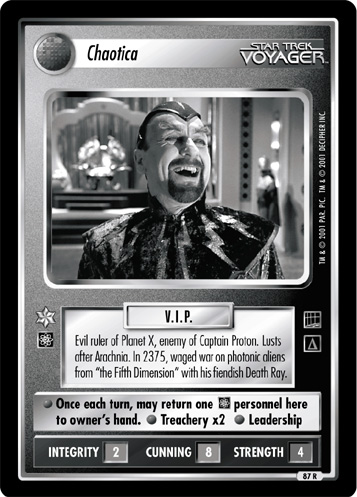 Chaotica
STAR TREK
VOYAGER™
TM & © 2001 PAR. PIC. TM & © 2001 DECIPHER INC.
V.I.P.
Evil ruler of Planet X, enemy of Captain Proton. Lusts
after Arachnia. In 2375, waged war on photonic aliens
from "the Fifth Dimension" with his fiendish Death Ray.
• Once each turn, may return one personnel here
to owner's hand. • Treachery x2 • Leadership
INTEGRITY 2 CUNNING 8 STRENGTH 4
87 R